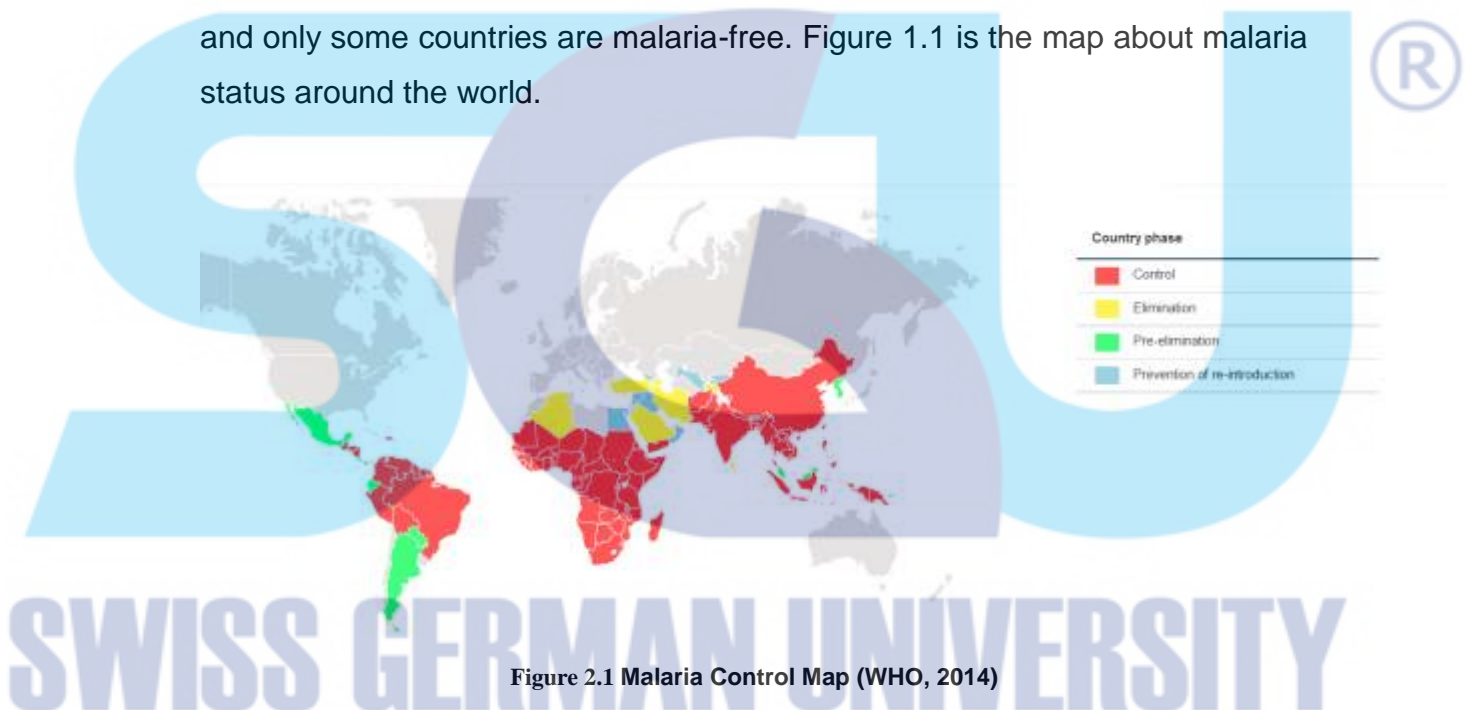 and only some countries are malaria-free. Figure 1.1 is the map about malaria
status around the world.
®
Country phase
Control
Elimination
Pre-elimination
Prevention of re-introduction
SGU
SWISS GERMAN UNIVERSITY
Figure 2.1 Malaria Control Map (WHO, 2014)